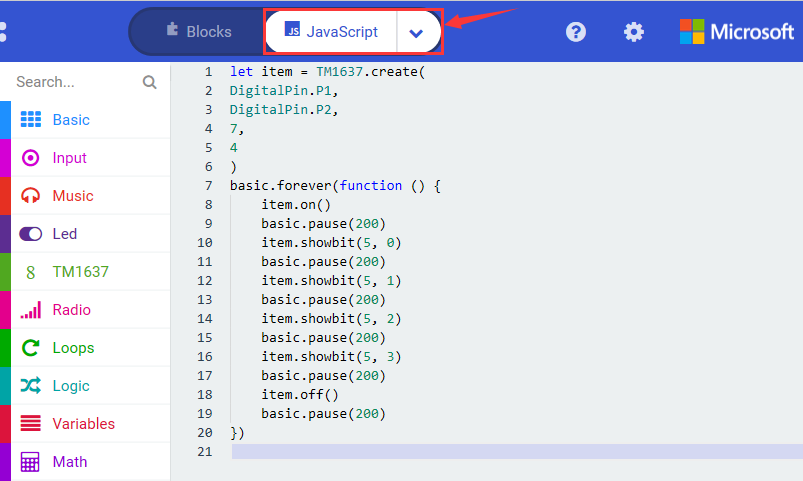 Blocks
JS JavaScript
?
Microsoft
Search...
Basic
Input
Music
Led
8 TM1637
Radio
Loops
Logic
Variables
Math
1 let item = TM1637.create(
2 DigitalPin.P1,
3 DigitalPin.P2,
4 7,
5 4
6 )
7 basic.forever(function () {
8 item.on()
9 basic.pause(200)
10 item.showbit(5, 0)
11 basic.pause(200)
12 item.showbit(5, 1)
13 basic.pause(200)
14 item.showbit(5, 2)
15 basic.pause(200)
16 item.showbit(5, 3)
17 basic.pause(200)
18 item.off()
19 basic.pause(200)
20 })
21